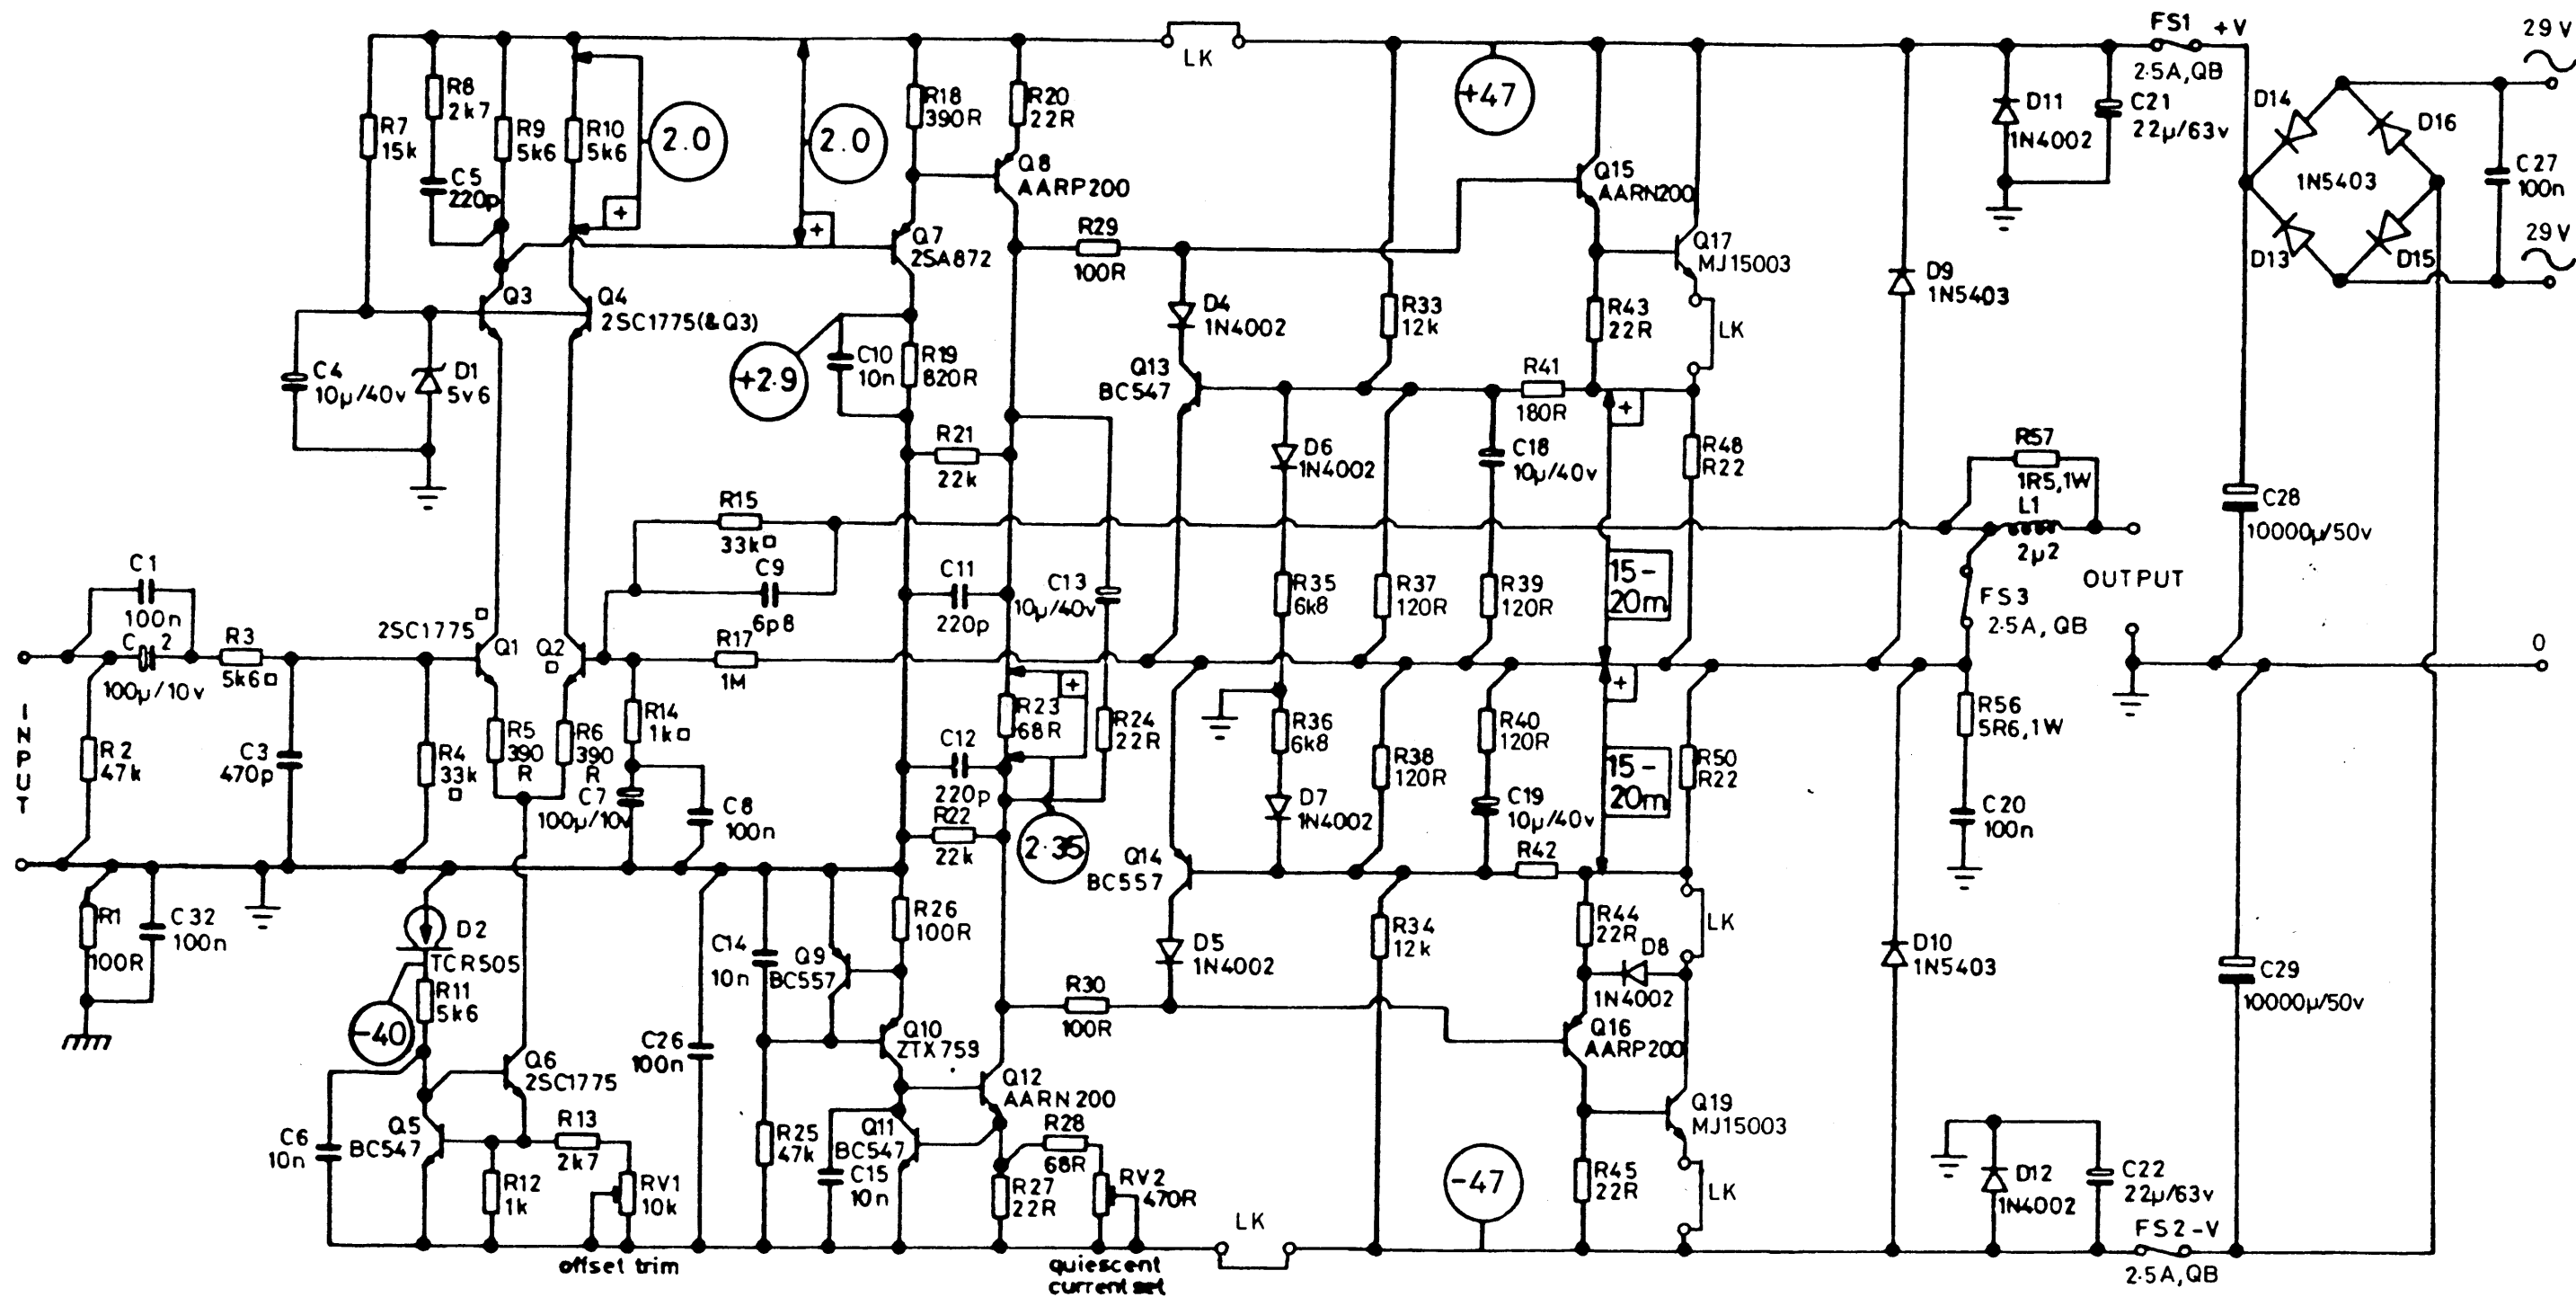 FS1
+V
29V
LK
2·5A,QB
R8
2k7
R7
15k
R9
5k6
R10
5k6
2.0
2.0
R18
390R
R20
22R
+47
D11
1N4002
C21
22µ/63v
D14
D16
1N5403
C27
100n
C5
220p
+
+
Q8
AARP200
Q15
AARN200
29V
D13
D15
Q7
2SA872
R29
100R
Q17
MJ15003
D9
1N5403
Q3
Q4
2SC1775(&Q3)
D4
1N4002
R33
12k
R43
22R
LK
C4
10µ/40v
D1
5v6
+2.9
C10
10n
R19
820R
Q13
BC547
R41
180R
+
R21
22k
D6
1N4002
C18
10µ/40v
R48
R22
R57
1R5,1W
L1
2µ2
C28
10000µ/50v
R15
33k
C9
6p8
C11
220p
C13
10µ/40v
R35
6k8
R37
120R
R39
120R
15-
20m
FS3
2·5A, QB
OUTPUT
C1
100n
C 2
100µ/10v
R3
5k6
2SC1775
Q1
Q2
R17
1M
0
INPUT
R2
47k
C3
470p
R4
33k
R5
390
R
R6
390
R
R14
1k
C7
100µ/10v
C8
100n
C12
220p
R23
68R
+
R24
22R
R36
6k8
R38
120R
R40
120R
+
15-
20m
R50
R22
R56
5R6,1W
C20
100n
R22
22k
2·35
D7
1N4002
C19
10µ/40v
Q14
BC557
R42
R1
100R
C32
100n
D2
TCR505
R11
5k6
-40
C14
10n
Q9
BC557
R26
100R
D5
1N4002
R34
12k
R44
22R
D8
1N4002
LK
D10
1N5403
C29
10000µ/50v
C26
100n
Q10
ZTX759
R30
100R
Q16
AARP200
Q6
2SC1775
Q12
AARN200
Q19
MJ15003
C6
10n
Q5
BC547
R13
2k7
R12
1k
RV1
10k
R25
47k
Q11
BC547
C15
10n
R28
68R
R27
22R
RV2
470R
-47
R45
22R
LK
D12
1N4002
C22
22µ/63v
LK
FS2-V
2·5A,QB
offset trim
quiescent
current set